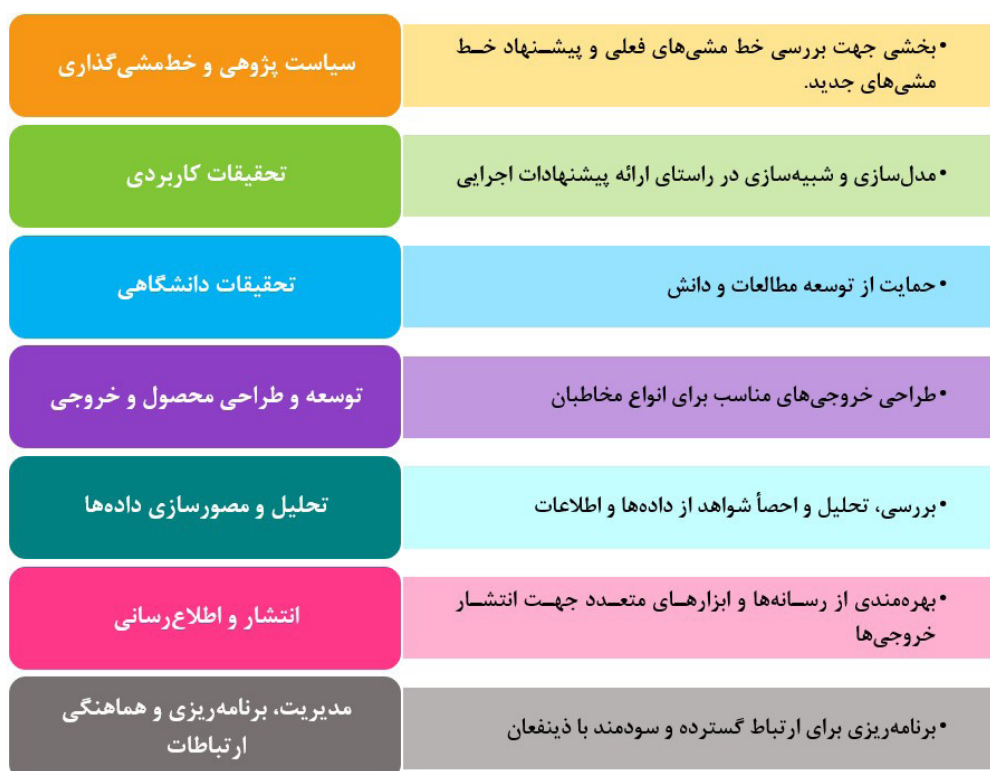 سیاست پژوهی و خط‌مشی‌گذاری
•بخشی جهت بررسی خط مشی‌های فعلی و پیشنهاد خط
مشی‌های جدید.
تحقیقات کاربردی
•مدل‌سازی و شبیه‌سازی در راستای ارائه پیشنهادات اجرایی
تحقیقات دانشگاهی
•حمایت از توسعه مطالعات و دانش
توسعه و طراحی محصول و خروجی
•طراحی خروجی‌های مناسب برای انواع مخاطبان
تحلیل و مصورسازی داده‌ها
•بررسی، تحلیل و احصأ شواهد از داده‌ها و اطلاعات
انتشار و اطلاع‌رسانی
•بهره‌مندی از رسانه‌ها و ابزارهای متعدد جهت انتشار
خروجی‌ها
مدیریت، برنامه‌ریزی و هماهنگی
ارتباطات
•برنامه‌ریزی برای ارتباط گسترده و سودمند با ذینفعان